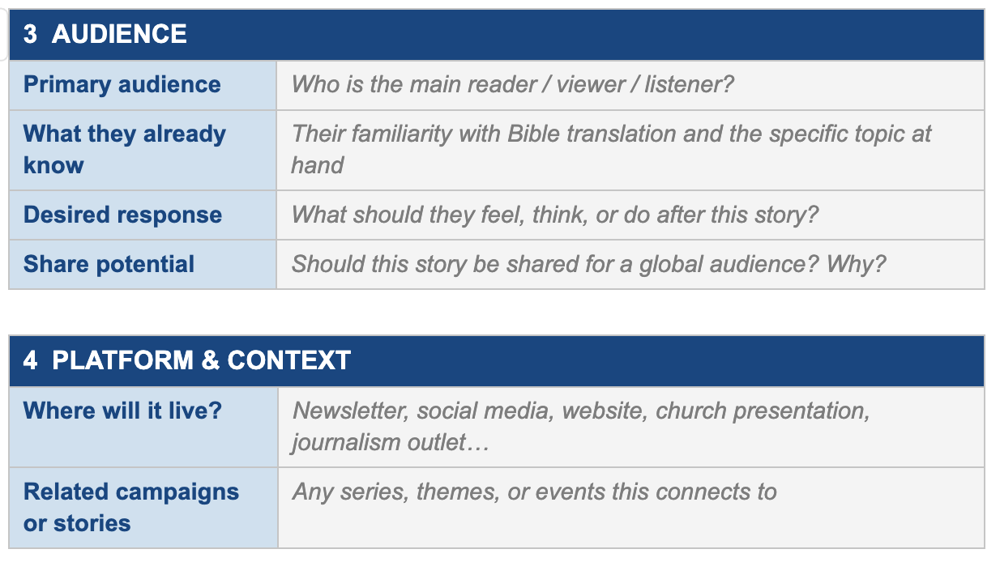 3 AUDIENCE
Primary audience
Who is the main reader / viewer / listener?
What they already
know
Their familiarity with Bible translation and the specific topic at
hand
Desired response
What should they feel, think, or do after this story?
Share potential
Should this story be shared for a global audience? Why?
4 PLATFORM & CONTEXT
Where will it live?
Newsletter, social media, website, church presentation,
journalism outlet…
Related campaigns
or stories
Any series, themes, or events this connects to